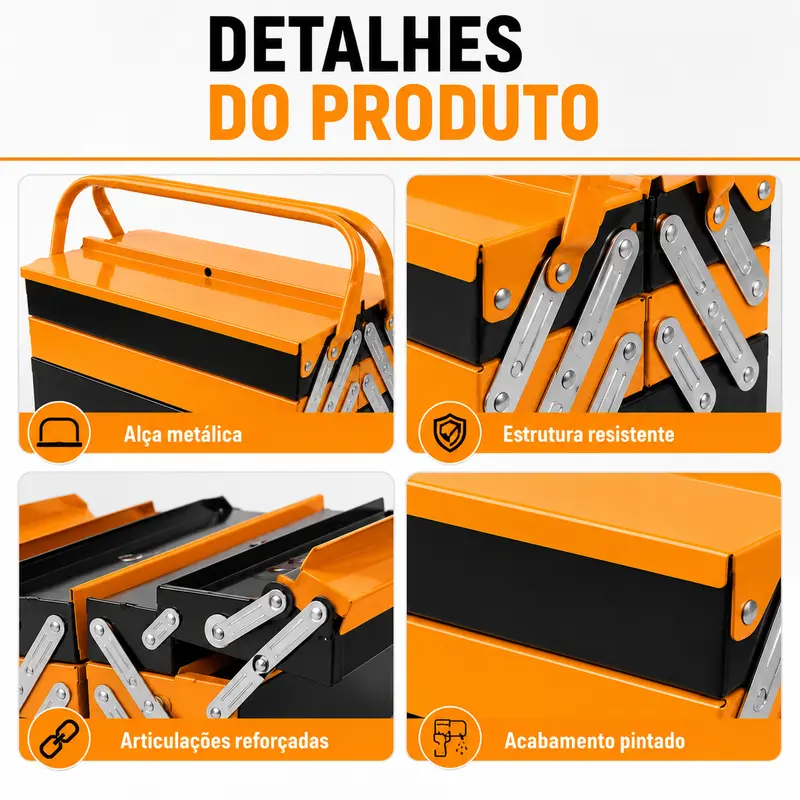 DETALHES
DO PRODUTO
Alça metálica
Estrutura resistente
Articulações reforçadas
Acabamento pintado